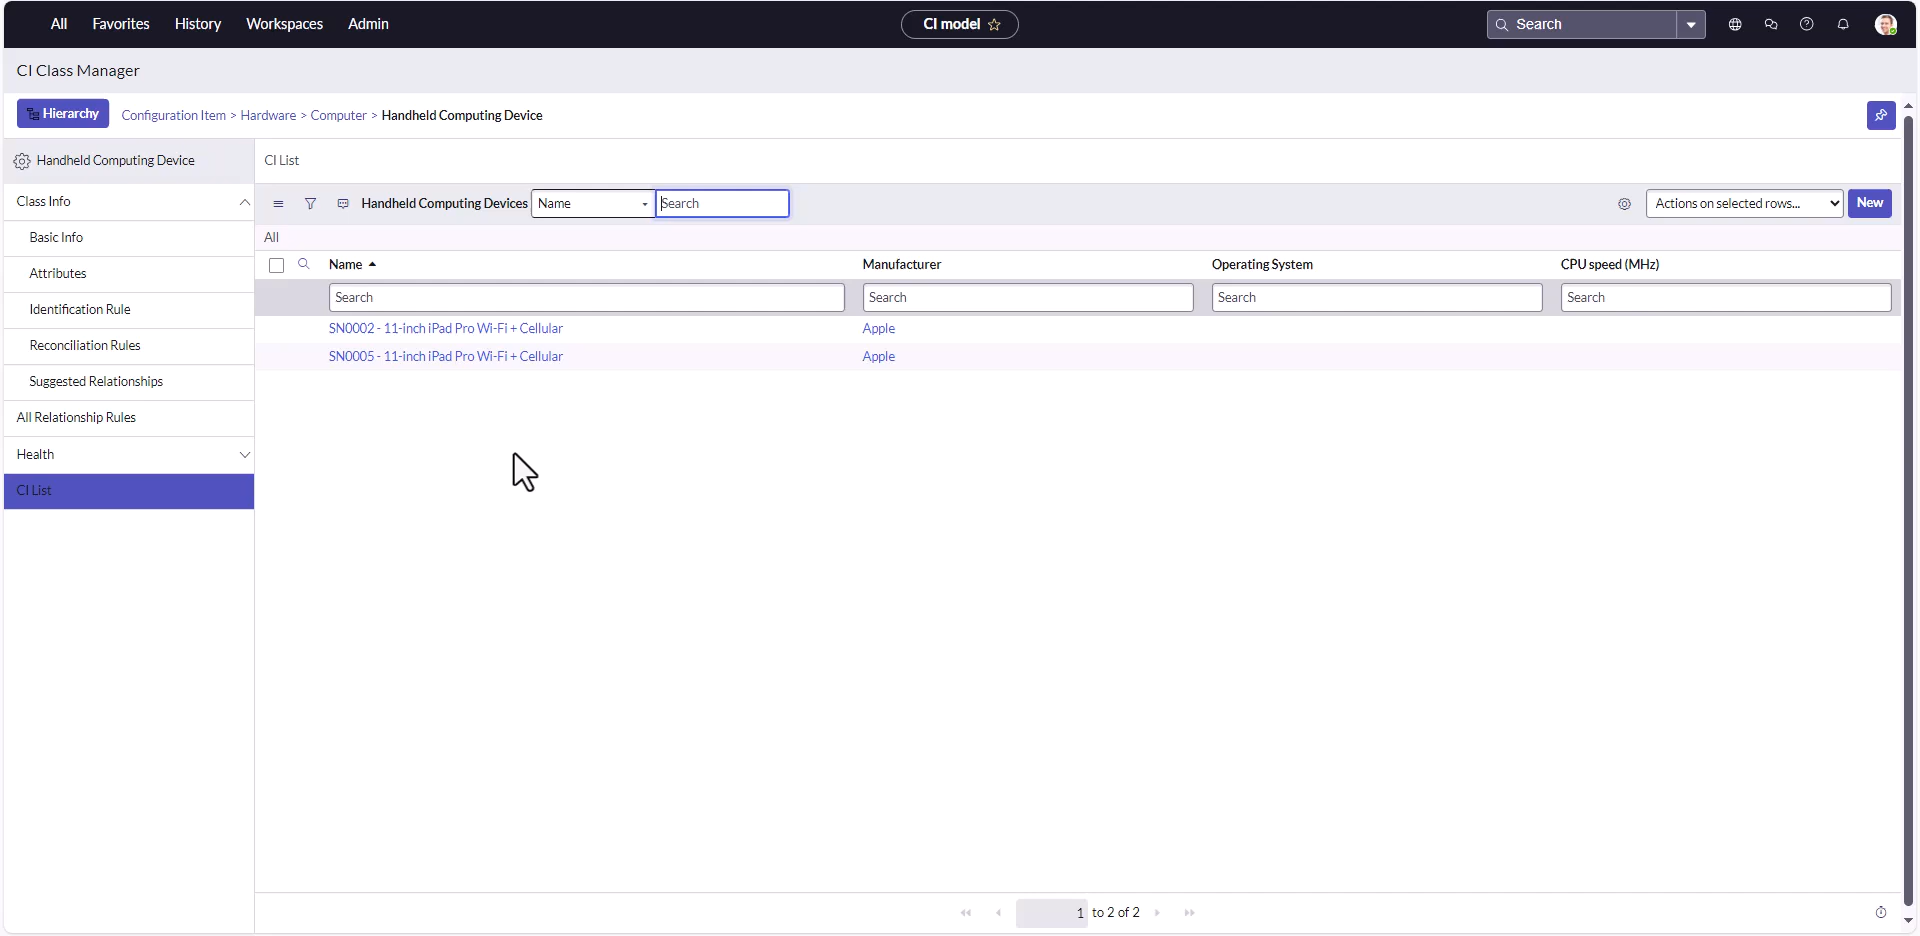 All Favorites History Workspaces Admin CI model Search
CI Class Manager
Hierarchy Configuration Item > Hardware > Computer > Handheld Computing Device
Handheld Computing Device
Class Info
Basic Info
Attributes
Identification Rule
Reconciliation Rules
Suggested Relationships
All Relationship Rules
Health
CI List
CI List
Handheld Computing Devices Name Search Actions on selected rows... New
All
Name Manufacturer Operating System CPU speed (MHz)
Search Search Search Search
SN0002 - 11-inch iPad Pro Wi-Fi + Cellular Apple
SN0005 - 11-inch iPad Pro Wi-Fi + Cellular Apple
1 to 2 of 2